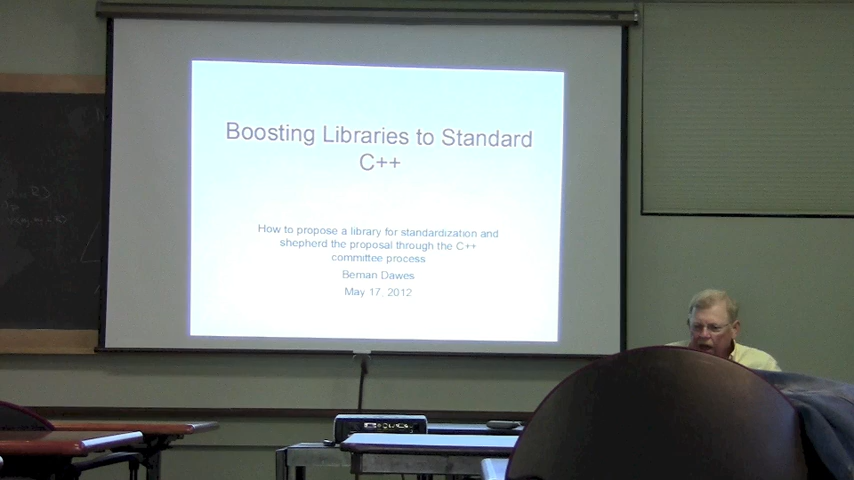 Boosting Libraries to Standard
C++
How to propose a library for standardization and
shepherd the proposal through the C++
committee process
Beman Dawes
May 17, 2012